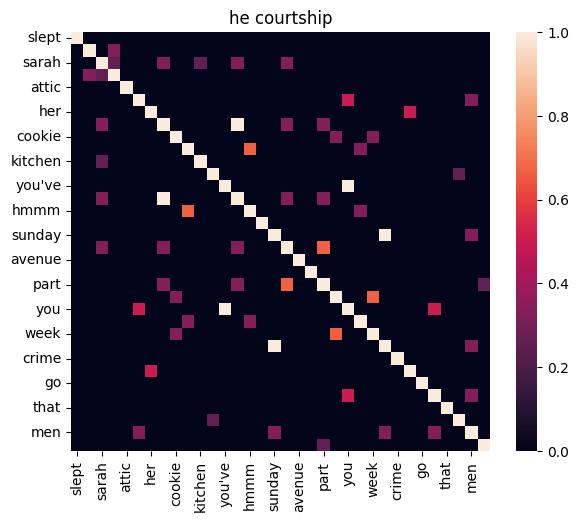 he courtship
slept
sarah
attic
her
cookie
kitchen
you've
hmmm
sunday
avenue
part
you
week
crime
go
that
men
1.0
0.8
0.6
0.4
0.2
0.0
slept
sarah
attic
her
cookie
kitchen
you've
hmmm
sunday
avenue
part
you
week
crime
go
that
men